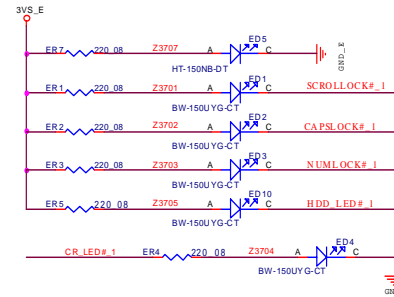 3VS_E
ER7 220_08 Z3707 A ED5 C GND_E
HT-150NB-DT
ER1 220_08 Z3701 A ED1 C SCROLLOCK#_1
BW-150UYG-CT
ER2 220_08 Z3702 A ED2 C CAPSLOCK#_1
BW-150UYG-CT
ER3 220_08 Z3703 A ED3 C NUMLOCK#_1
BW-150UYG-CT
ER5 220_08 Z3705 A ED10 C HDD_LED#_1
BW-150UYG-CT
CR_LED#_1 ER4 220_08 Z3704 A ED4 C
BW-150UYG-CT